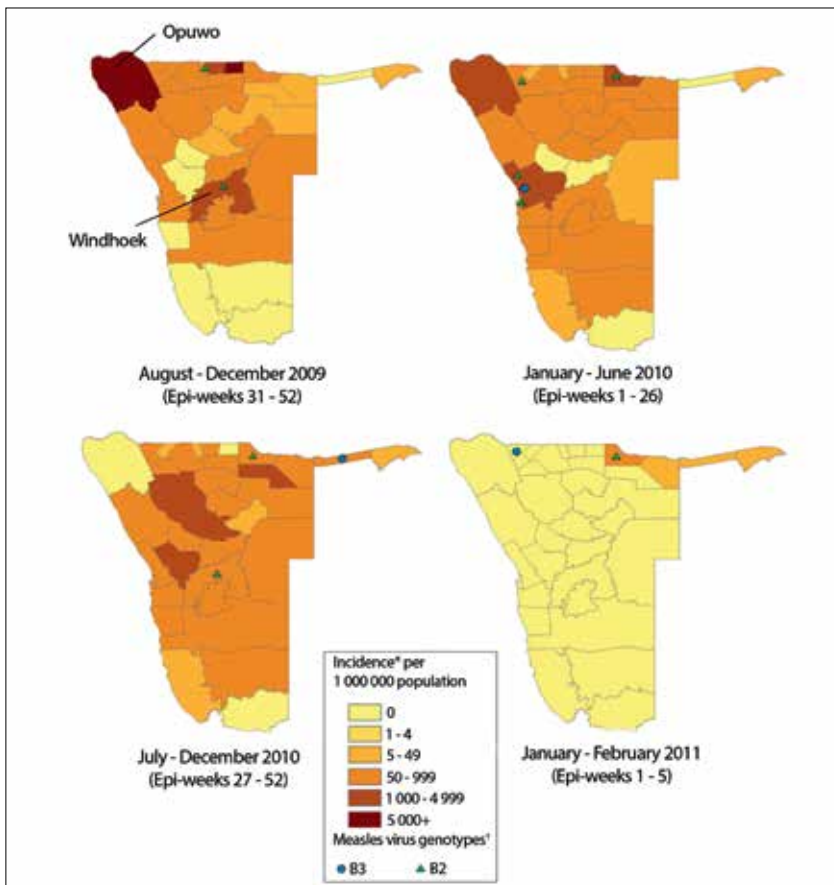 Opuwo
Windhoek
August - December 2009
(Epi-weeks 31 - 52)
January - June 2010
(Epi-weeks 1 - 26)
July - December 2010
(Epi-weeks 27 - 52)
January - February 2011
(Epi-weeks 1 - 5)
Incidence* per
1 000 000 population
0
1 - 4
5 - 49
50 - 999
1 000 - 4 999
5 000+
Measles virus genotypes†
B3 B2